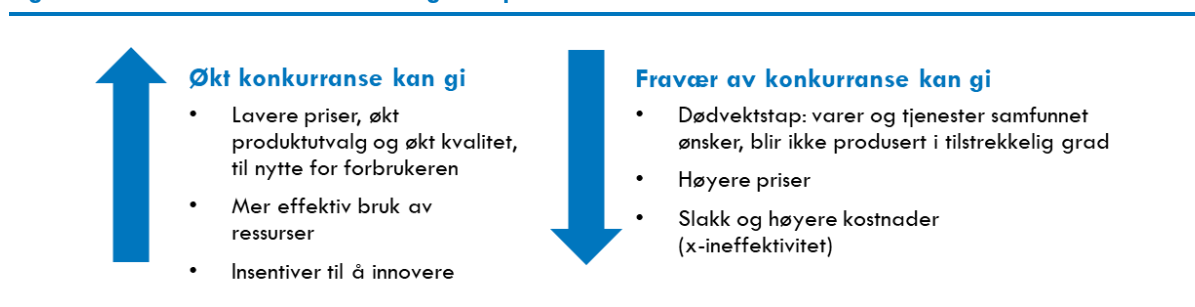 Økt konkurranse kan gi
• Lavere priser, økt
produktutvalg og økt kvalitet,
til nytte for forbrukeren
• Mer effektiv bruk av
ressurser
• Insentiver til å innovere
Fravær av konkurranse kan gi
• Dødvektstap: varer og tjenester samfunnet
ønsker, blir ikke produsert i tilstrekkelig grad
• Høyere priser
• Slakk og høyere kostnader
(x-ineffektivitet)